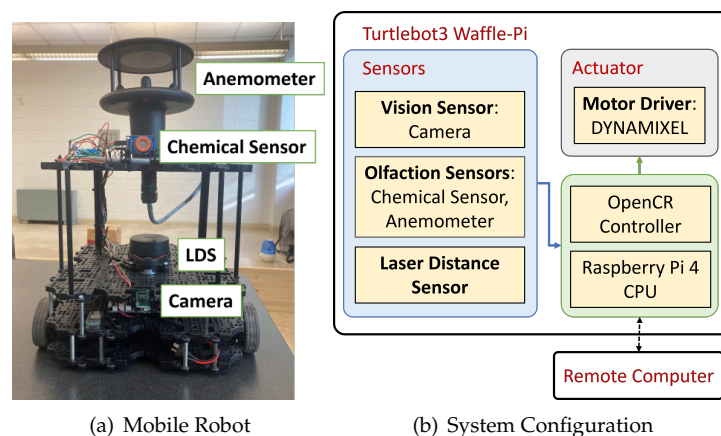 Anemometer
Chemical Sensor
LDS
Camera
(a) Mobile Robot
Turtlebot3 Waffle-Pi
Sensors
Vision Sensor:
Camera
Olfaction Sensors:
Chemical Sensor,
Anemometer
Laser Distance
Sensor
Actuator
Motor Driver:
DYNAMIXEL
OpenCR
Controller
Raspberry Pi 4
CPU
Remote Computer
(b) System Configuration